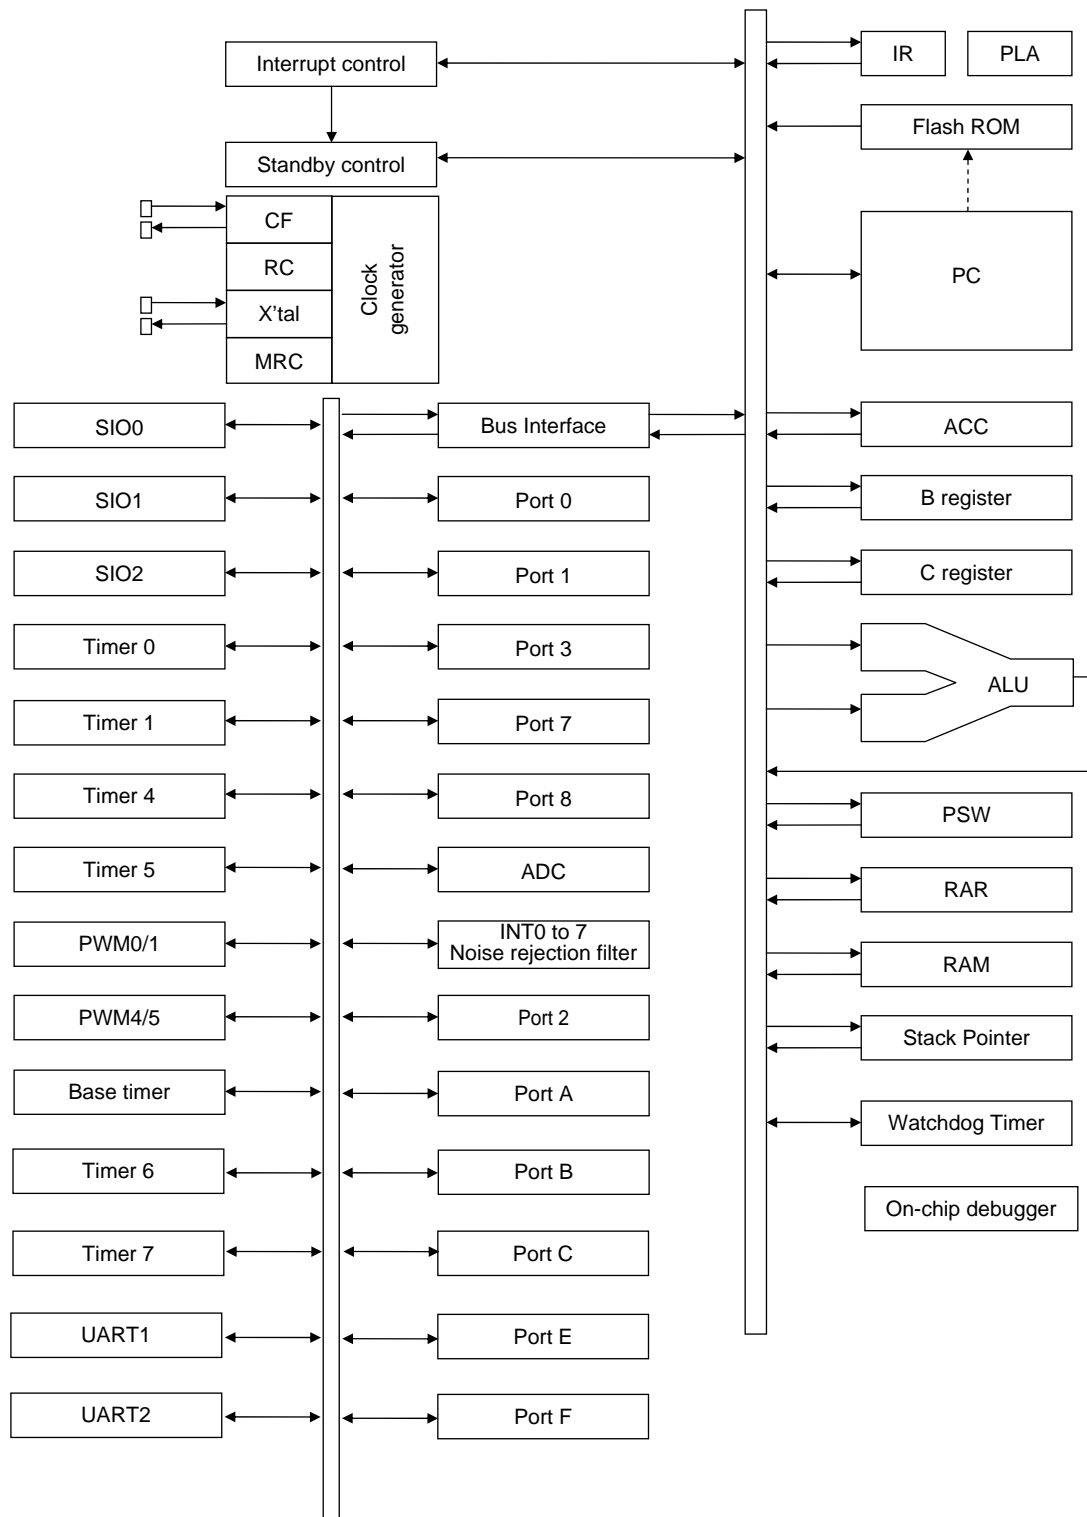 Interrupt control
IR
PLA
Flash ROM
Standby control
CF
RC
X'tal
MRC
Clock
generator
PC
SIO0
Bus Interface
ACC
SIO1
Port 0
B register
SIO2
Port 1
C register
Timer 0
Port 3
ALU
Timer 1
Port 7
Timer 4
Port 8
PSW
Timer 5
ADC
RAR
PWM0/1
INT0 to 7
Noise rejection filter
RAM
PWM4/5
Port 2
Stack Pointer
Base timer
Port A
Watchdog Timer
Timer 6
Port B
On-chip debugger
Timer 7
Port C
UART1
Port E
UART2
Port F